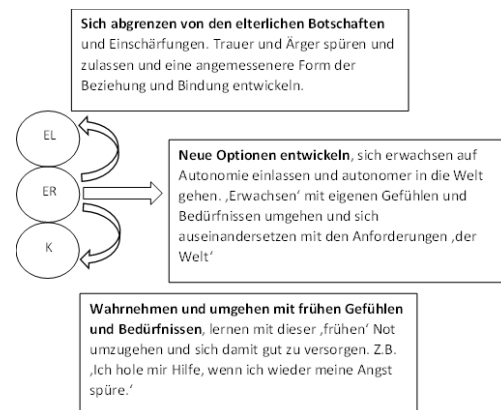 Sich abgrenzen von den elterlichen Botschaften
und Einschärfungen. Trauer und Ärger spüren und
zulassen und eine angemessenere Form der
Beziehung und Bindung entwickeln.
EL
ER
K
Neue Optionen entwickeln, sich erwachsen auf
Autonomie einlassen und autonomer in die Welt
gehen. ‚Erwachsen‘ mit eigenen Gefühlen und
Bedürfnissen umgehen und sich
auseinandersetzen mit den Anforderungen ‚der
Welt‘
Wahrnehmen und umgehen mit frühen Gefühlen
und Bedürfnissen, lernen mit dieser ‚frühen‘ Not
umzugehen und sich damit gut zu versorgen. Z.B.
‚Ich hole mir Hilfe, wenn ich wieder meine Angst
spüre.‘